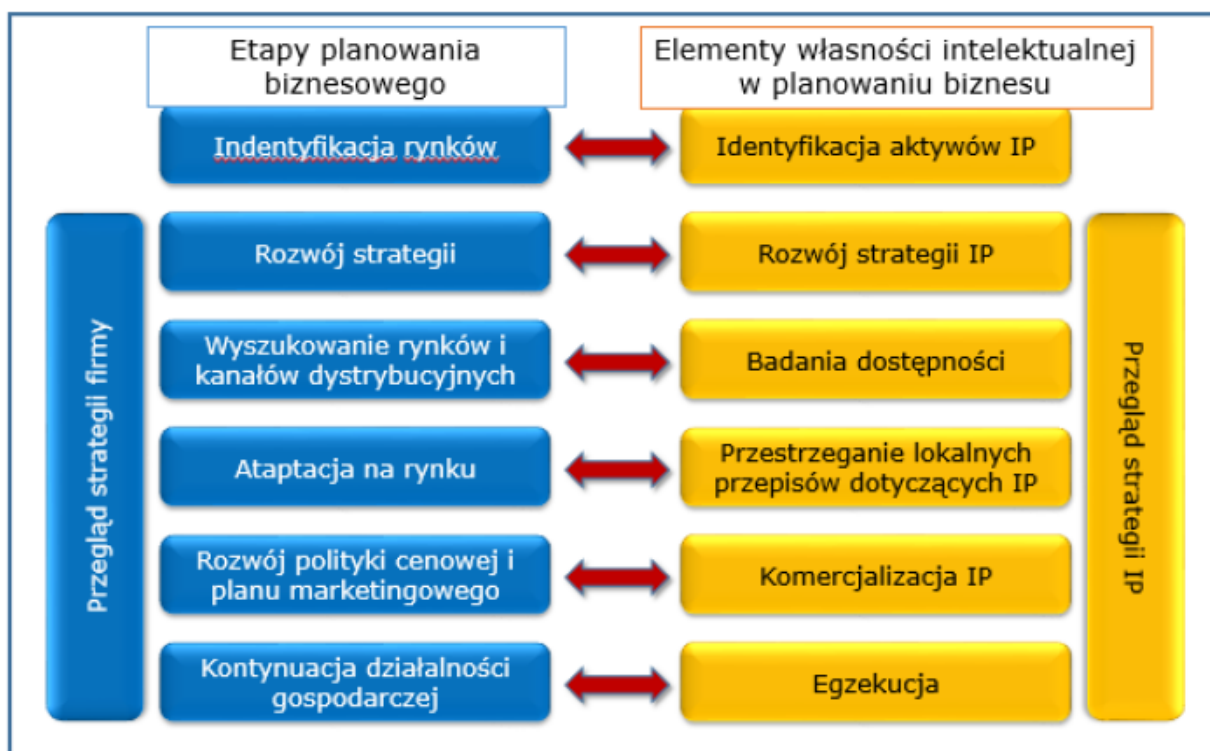 Etapy planowania
biznesowego
Elementy własności intelektualnej
w planowaniu biznesu
Indentyfikacja rynków
Identyfikacja aktywów IP
Przegląd strategii firmy
Rozwój strategii
Rozwój strategii IP
Przegląd strategii IP
Wyszukowanie rynków i
kanałów dystrybucyjnych
Badania dostępności
Ataptacja na rynku
Przestrzeganie lokalnych
przepisów dotyczących IP
Rozwój polityki cenowej i
planu marketingowego
Komercjalizacja IP
Kontynuacja działalności
gospodarczej
Egzekucja